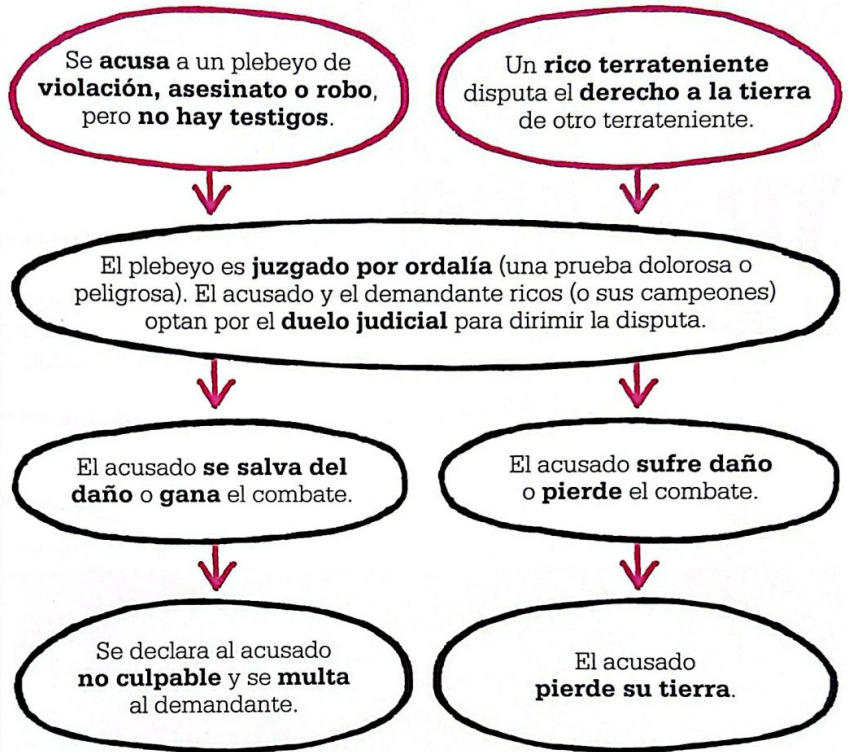 Se acusa a un plebeyo de
violación, asesinato o robo,
pero no hay testigos.
Un rico terrateniente
disputa el derecho a la tierra
de otro terrateniente.
El plebeyo es juzgado por ordalía (una prueba dolorosa o
peligrosa). El acusado y el demandante ricos (o sus campeones)
optan por el duelo judicial para dirimir la disputa.
El acusado se salva del
daño o gana el combate.
El acusado sufre daño
o pierde el combate.
Se declara al acusado
no culpable y se multa
al demandante.
El acusado
pierde su tierra.